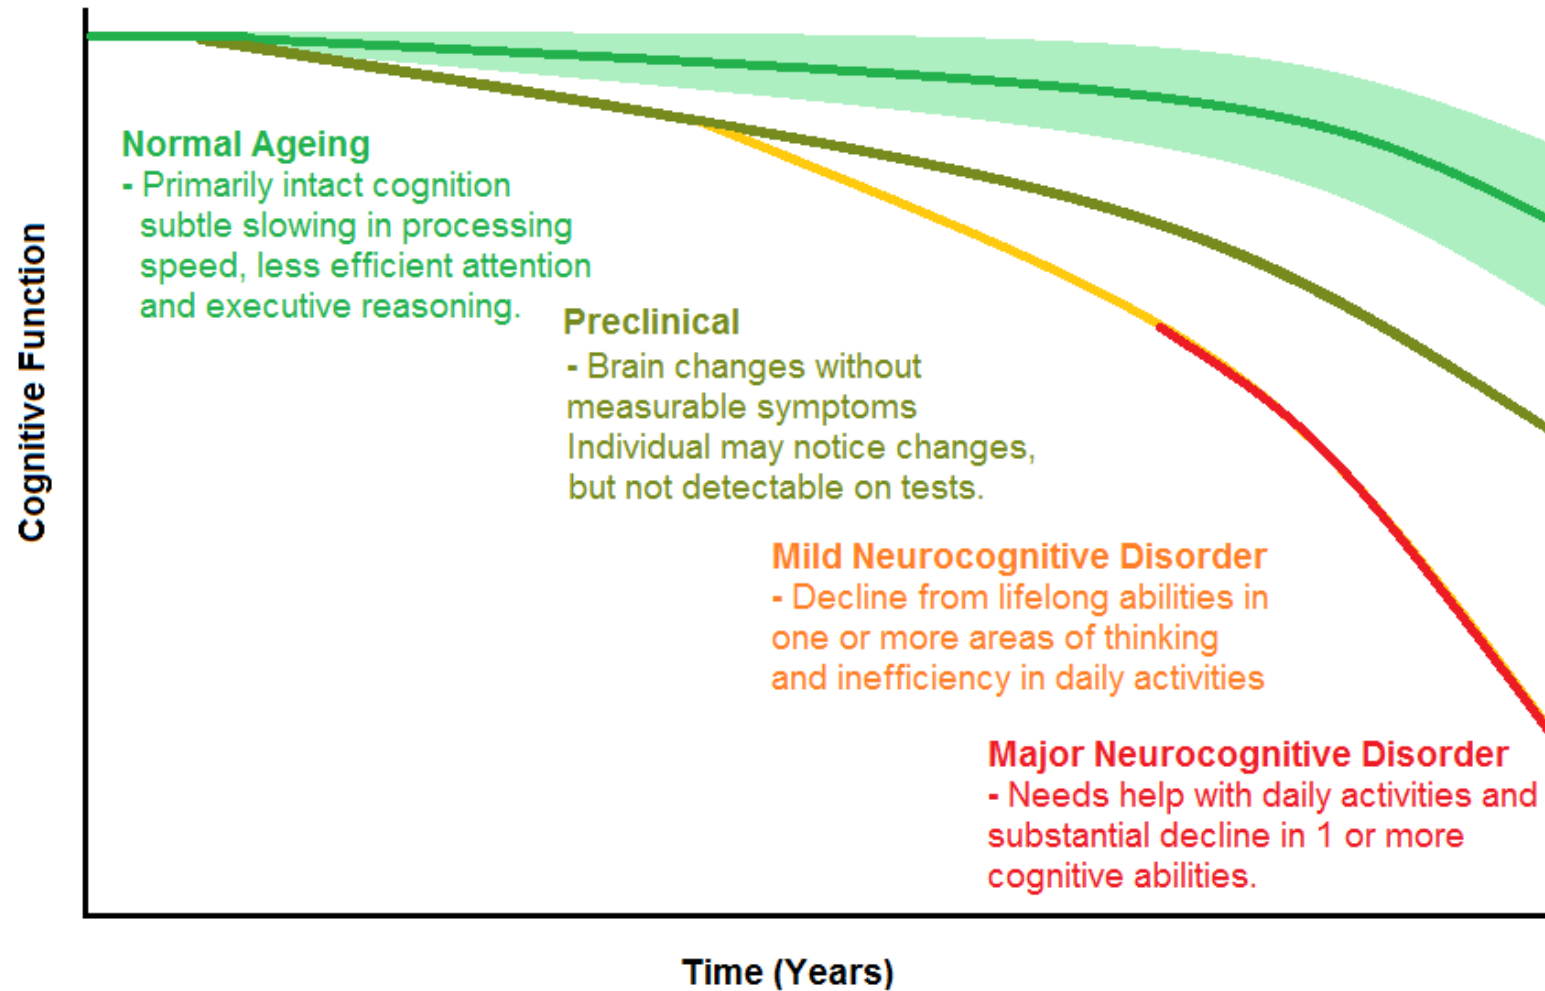 Cognitive Function
Normal Ageing
- Primarily intact cognition
subtle slowing in processing
speed, less efficient attention
and executive reasoning.
Preclinical
- Brain changes without
measurable symptoms
Individual may notice changes,
but not detectable on tests.
Mild Neurocognitive Disorder
- Decline from lifelong abilities in
one or more areas of thinking
and inefficiency in daily activities
Major Neurocognitive Disorder
- Needs help with daily activities and
substantial decline in 1 or more
cognitive abilities.
Time (Years)